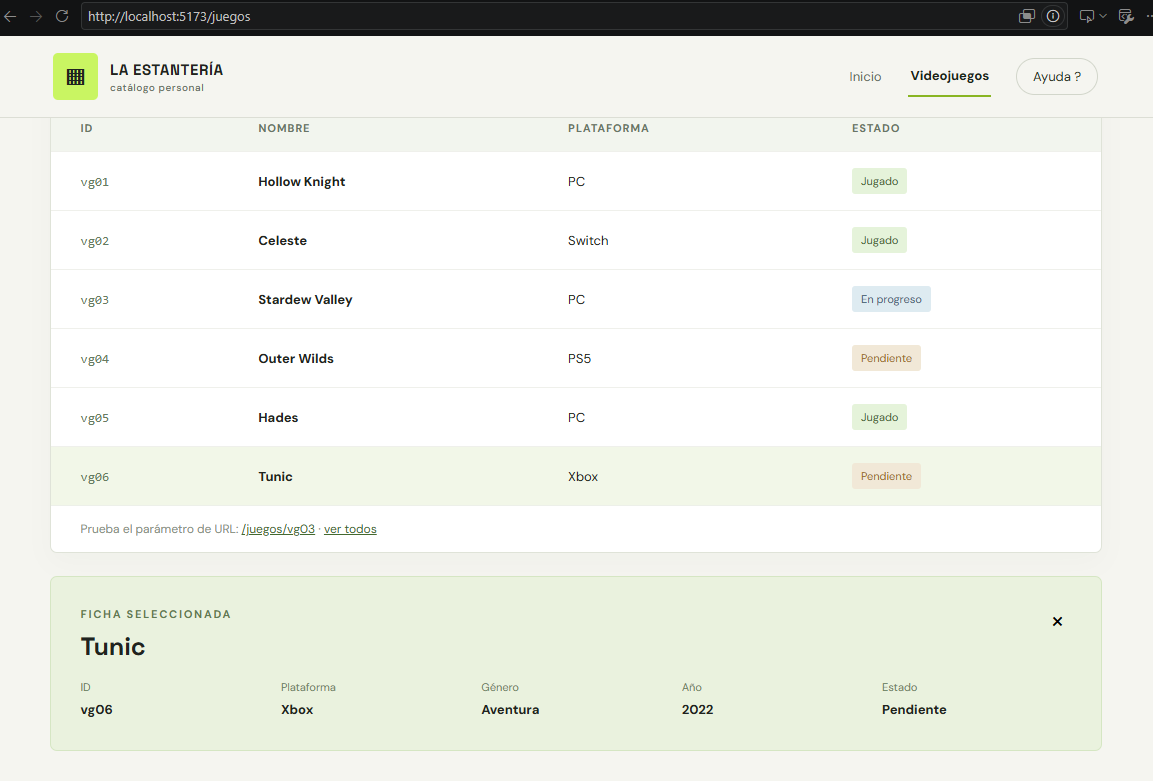 http://localhost:5173/juegos
LA ESTANTERÍA
catálogo personal
Inicio
Videojuegos
Ayuda ?
ID NOMBRE PLATAFORMA ESTADO
vg01 Hollow Knight PC Jugado
vg02 Celeste Switch Jugado
vg03 Stardew Valley PC En progreso
vg04 Outer Wilds PS5 Pendiente
vg05 Hades PC Jugado
vg06 Tunic Xbox Pendiente
Prueba el parámetro de URL: /juegos/vg03 · ver todos
FICHA SELECCIONADA
Tunic
ID Plataforma Género Año Estado
vg06 Xbox Aventura 2022 Pendiente